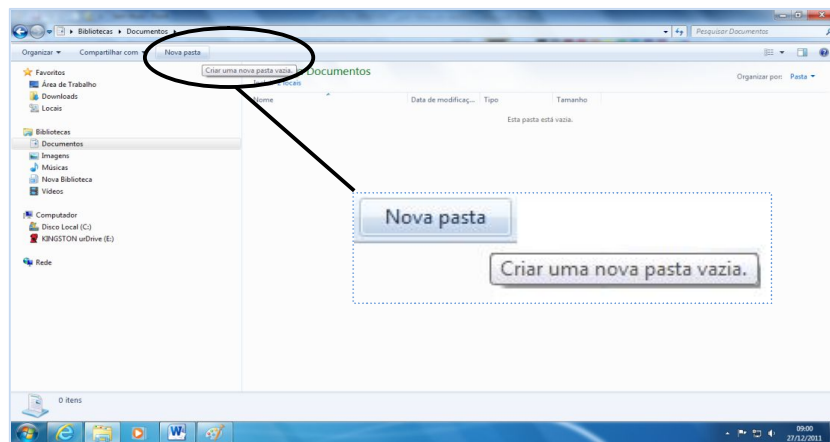 Bibliotecas Documentos
Pesquisar Documentos
Organizar Compartilhar com Nova pasta
Criar uma nova pasta vazia.
Documentos
locais
Organizar por: Pasta
Nome Data de modificaç... Tipo Tamanho
Esta pasta está vazia.
Favoritos
Área de Trabalho
Downloads
Locais
Bibliotecas
Documentos
Imagens
Músicas
Nova Biblioteca
Vídeos
Computador
Disco Local (C:)
KINGSTON urDrive (E:)
Rede
Nova pasta
Criar uma nova pasta vazia.
0 itens
09:00
27/12/2013